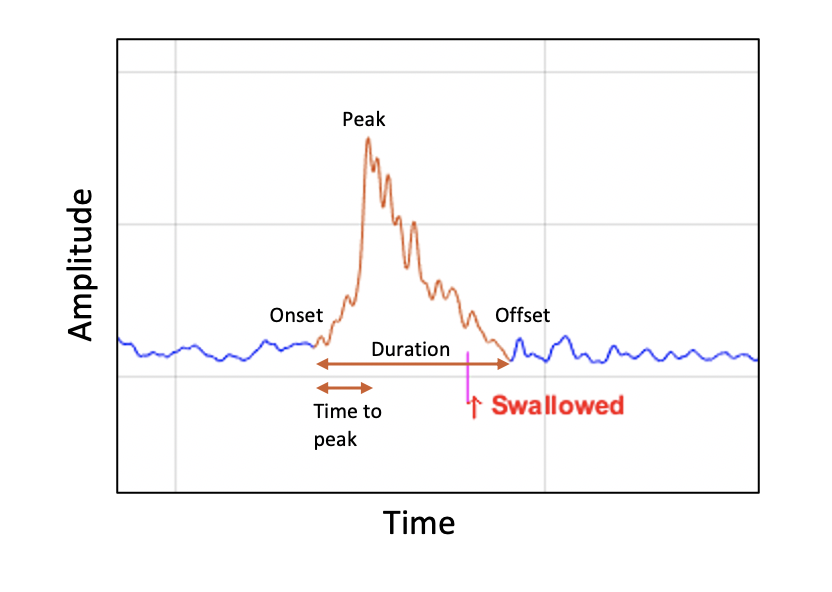 Peak
Amplitude
Onset
Offset
Duration
↑ Swallowed
Time to
peak
Time